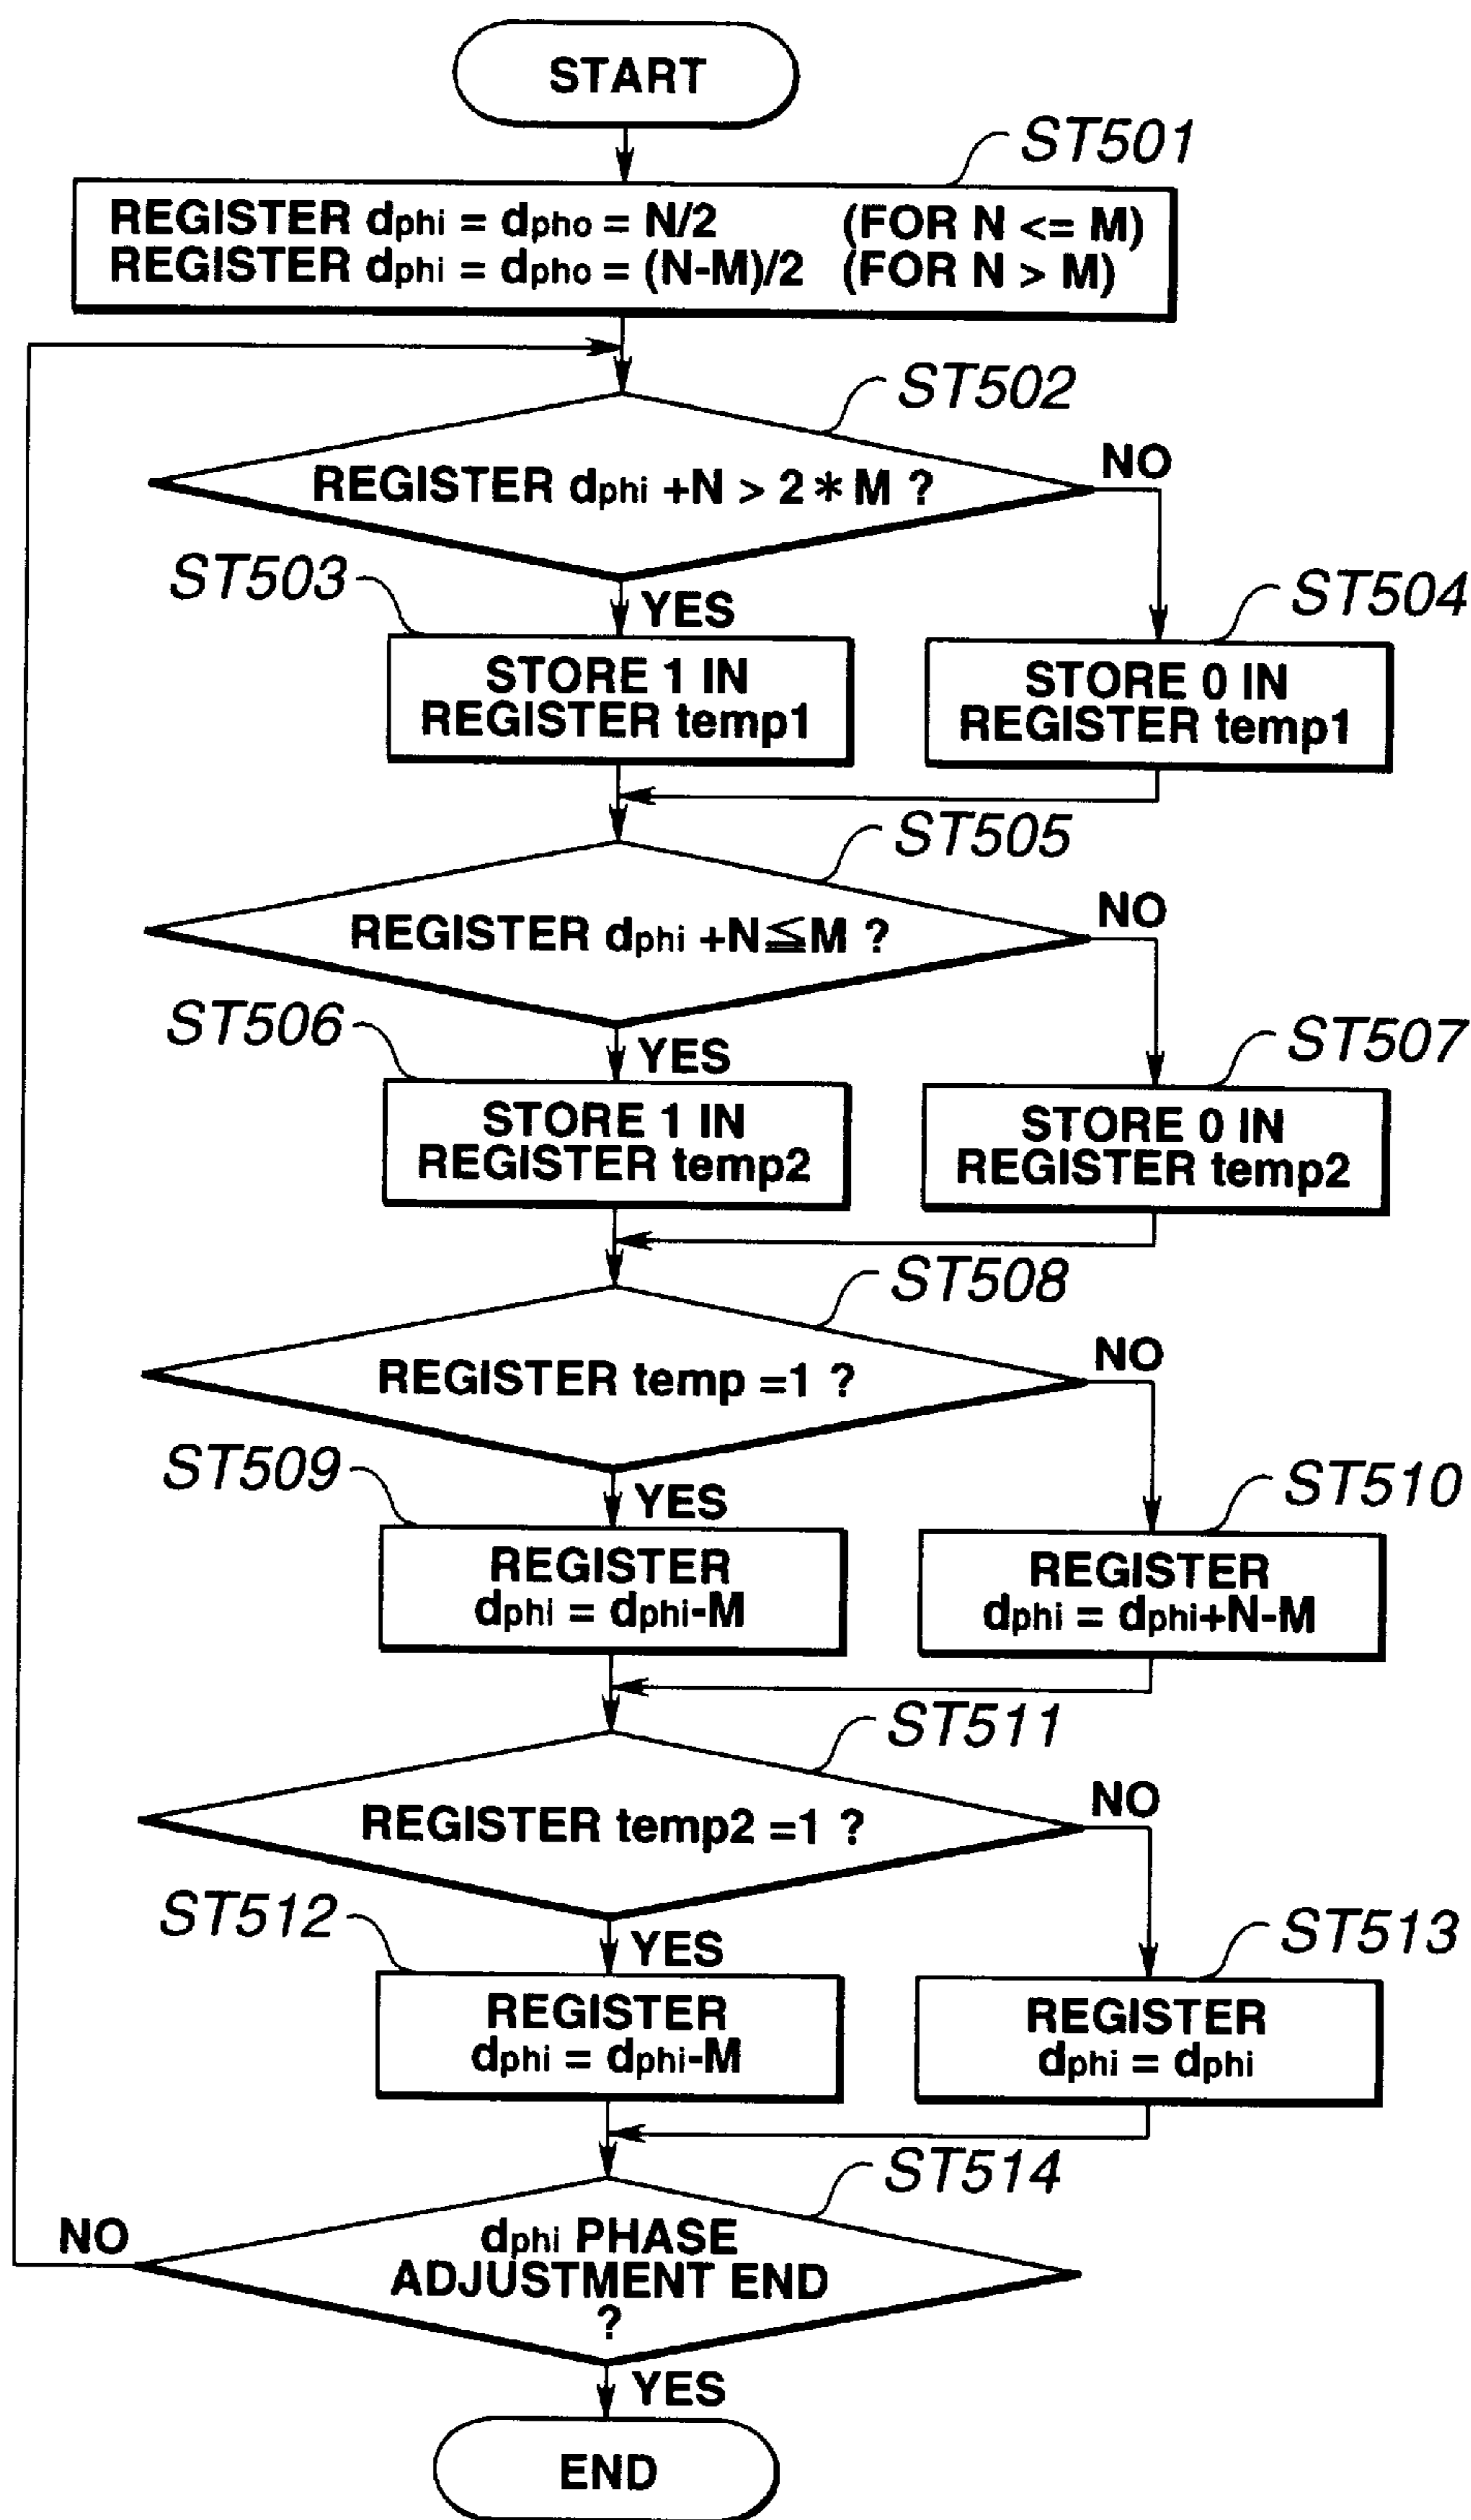 START
ST501
REGISTER dphi = dpho = N/2 (FOR N <= M)
REGISTER dphi = dpho = (N-M)/2 (FOR N > M)
ST502
REGISTER dphi +N > 2 * M ?
NO
ST503
YES
ST504
STORE 1 IN
REGISTER temp1
STORE 0 IN
REGISTER temp1
ST505
REGISTER dphi +N≦M ?
NO
ST506
YES
ST507
STORE 1 IN
REGISTER temp2
STORE 0 IN
REGISTER temp2
ST508
REGISTER temp =1 ?
NO
ST509
YES
ST510
REGISTER
dphi = dphi-M
REGISTER
dphi = dphi+N-M
ST511
REGISTER temp2 =1 ?
NO
ST512
YES
ST513
REGISTER
dphi = dphi-M
REGISTER
dphi = dphi
ST514
NO
dphi PHASE
ADJUSTMENT END
?
YES
END